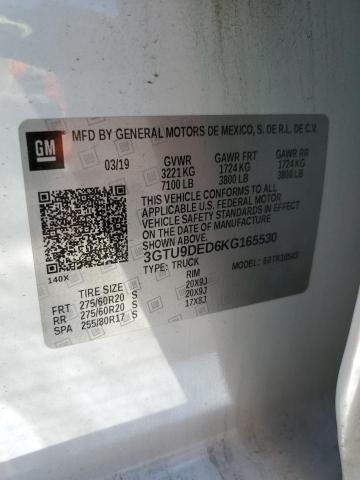 GM
MFD BY GENERAL MOTORS DE MEXICO, S. DE R.L. DE C.V.
03/19 GVWR GAWR FRT GAWR RR
3221 KG 1724 KG 1724 KG
7100 LB 3800 LB 3800 LB
THIS VEHICLE CONFORMS TO ALL
APPLICABLE U.S. FEDERAL MOTOR
VEHICLE SAFETY AND BUMPER
STANDARDS IN EFFECT ON THE DATE OF
MANUFACTURE SHOWN ABOVE.
3GTU9DED6KG165530
TYPE: TRUCK MODEL:
140X
TIRE SIZE RIM
FRT 275/60R20 S 20X9J
RR 275/60R20 S 20X9J
SPA 255/80R17 S 17X8J